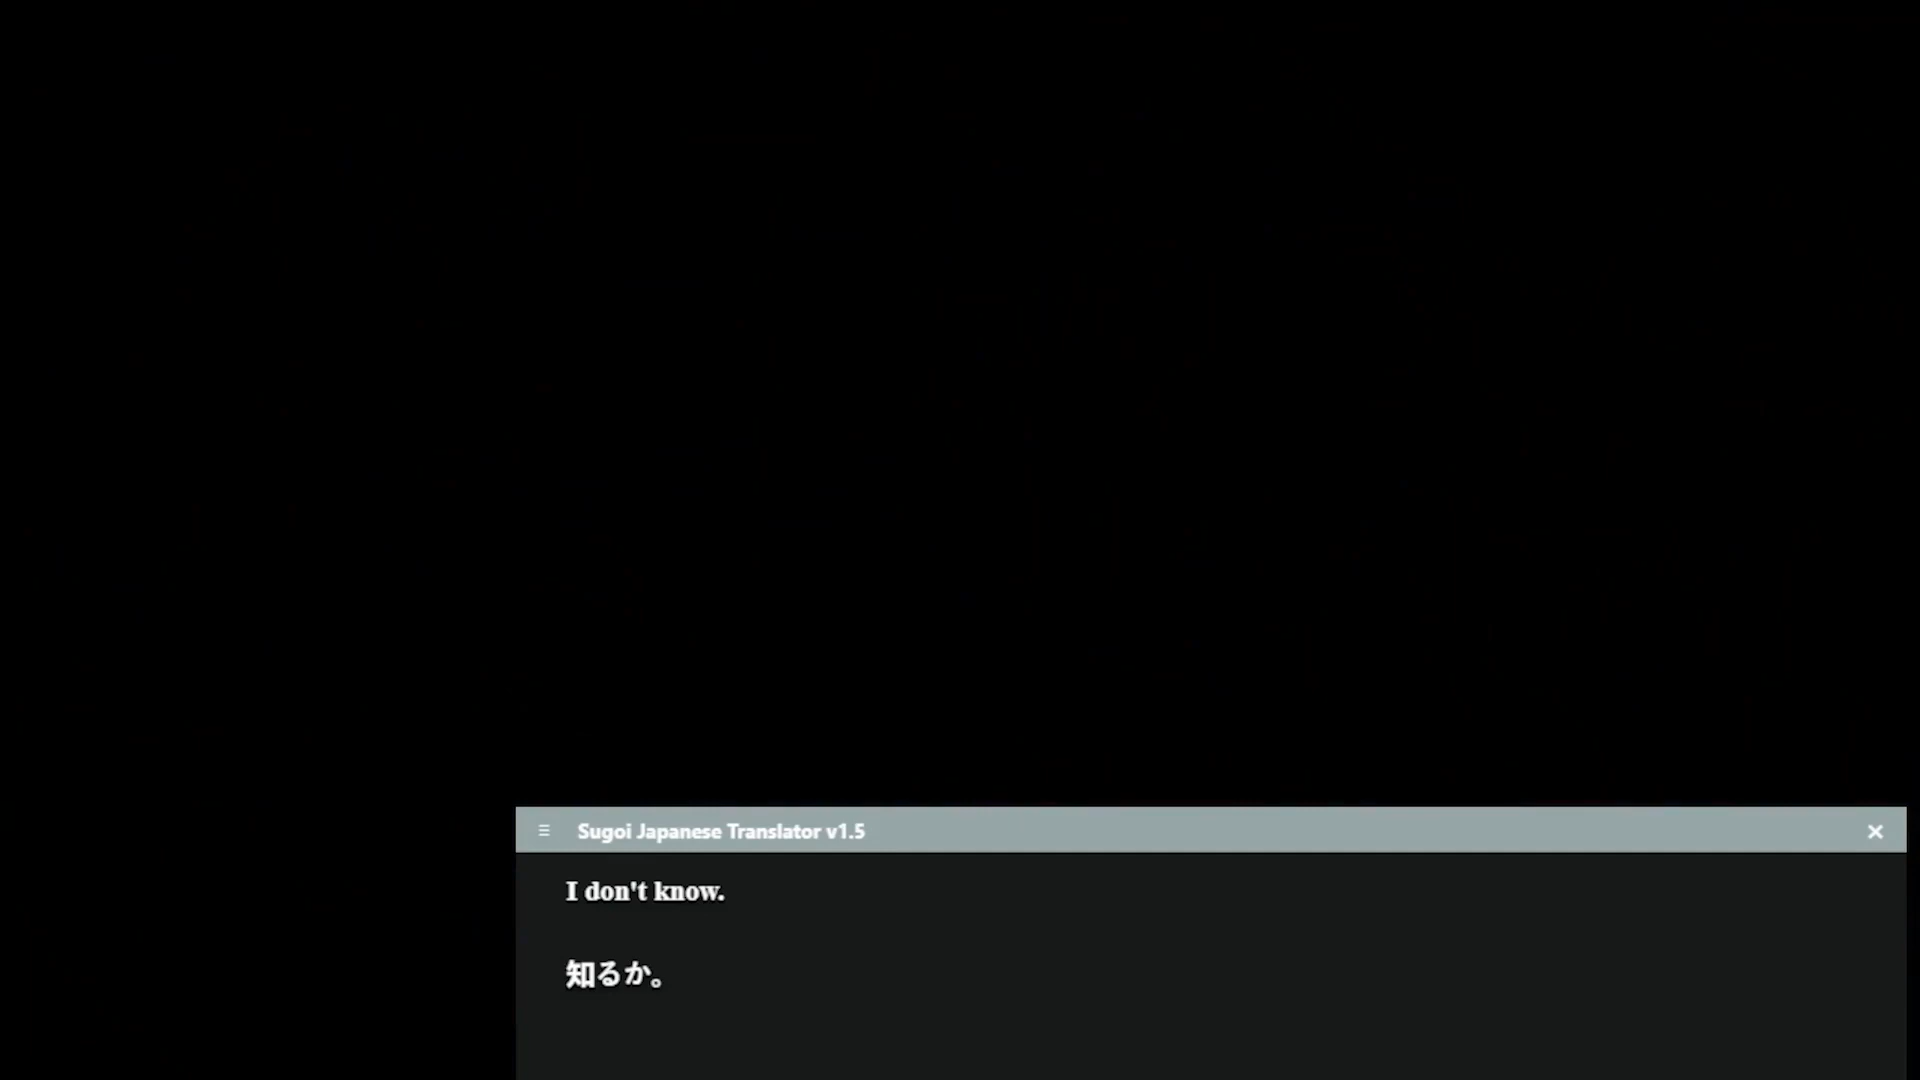 Sugoi Japanese Translator v1.5
I don't know.
知るか。